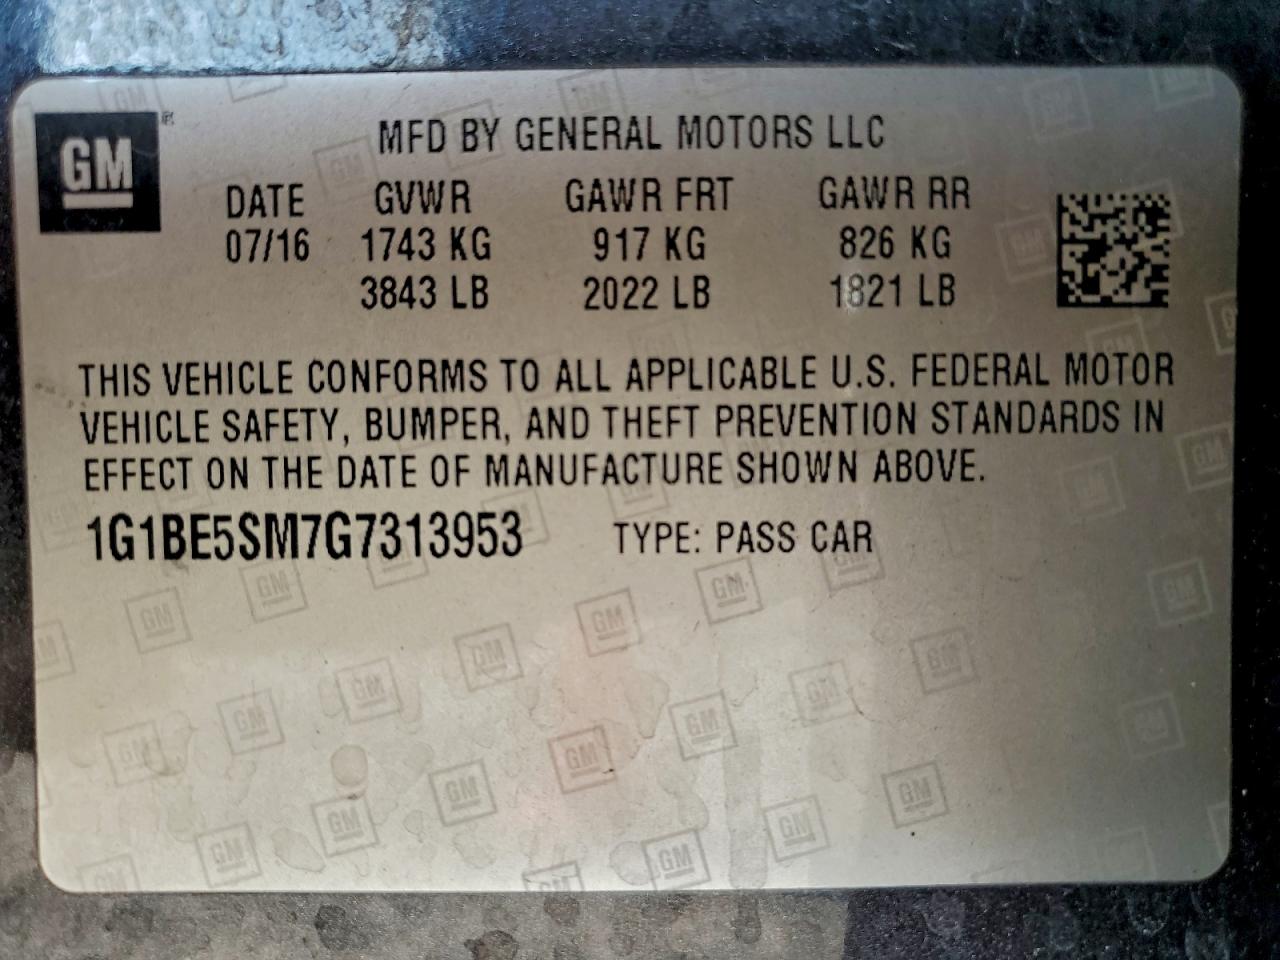 GM
MFD BY GENERAL MOTORS LLC
DATE GVWR GAWR FRT GAWR RR
07/16 1743 KG 917 KG 826 KG
3843 LB 2022 LB 1821 LB
THIS VEHICLE CONFORMS TO ALL APPLICABLE U.S. FEDERAL MOTOR
VEHICLE SAFETY, BUMPER, AND THEFT PREVENTION STANDARDS IN
EFFECT ON THE DATE OF MANUFACTURE SHOWN ABOVE.
1G1BE5SM7G7313953 TYPE: PASS CAR